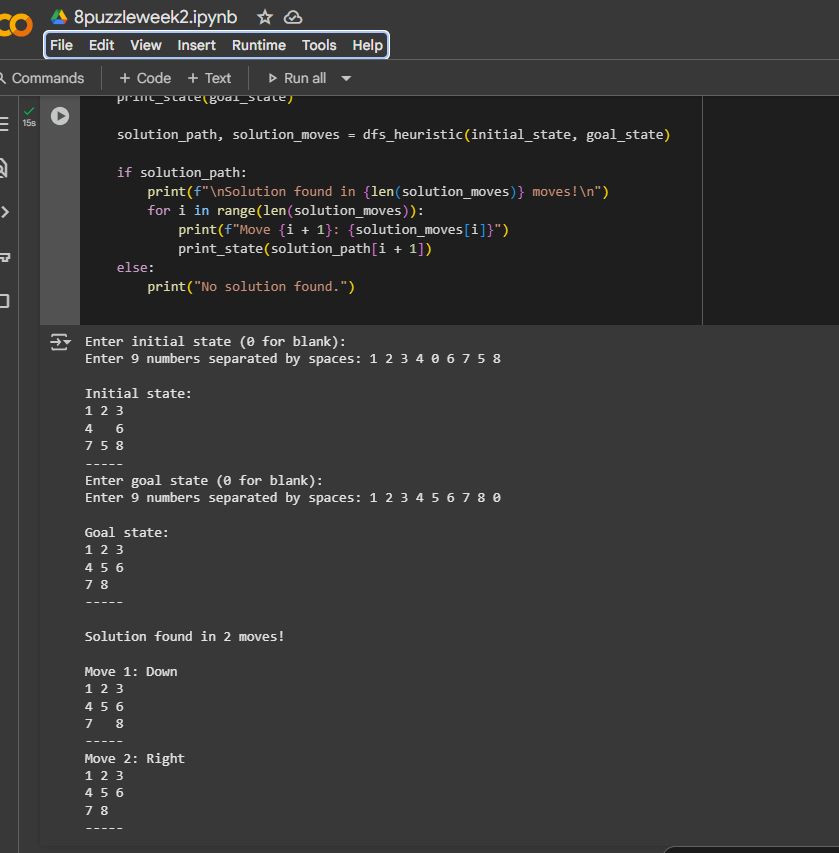 CO
8puzzleweek2.ipynb
File Edit View Insert Runtime Tools Help
Commands + Code + Text Run all
print_state(goal_state)
15s
solution_path, solution_moves = dfs_heuristic(initial_state, goal_state)
if solution_path:
    print(f"\nSolution found in {len(solution_moves)} moves!\n")
    for i in range(len(solution_moves)):
        print(f"Move {i + 1}: {solution_moves[i]}")
        print_state(solution_path[i + 1])
else:
    print("No solution found.")
Enter initial state (0 for blank):
Enter 9 numbers separated by spaces: 1 2 3 4 0 6 7 5 8
Initial state:
1 2 3
4   6
7 5 8
-----
Enter goal state (0 for blank):
Enter 9 numbers separated by spaces: 1 2 3 4 5 6 7 8 0
Goal state:
1 2 3
4 5 6
7 8
-----
Solution found in 2 moves!
Move 1: Down
1 2 3
4 5 6
7   8
-----
Move 2: Right
1 2 3
4 5 6
7 8
-----